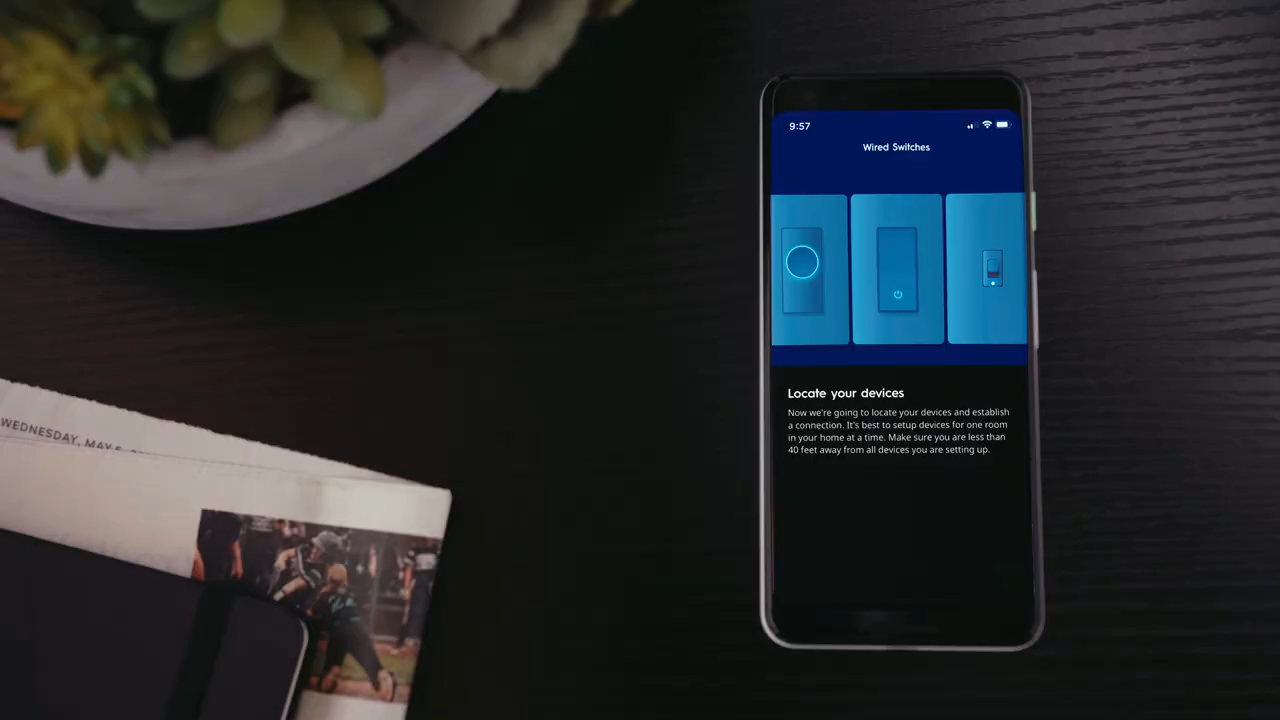 9:57
Wired Switches
Locate your devices
Now we're going to locate your devices and establish
a connection. It's best to setup devices for one room
in your home at a time. Make sure you are less than
40 feet away from all devices you are setting up.
WEDNESDAY, MAY 5,